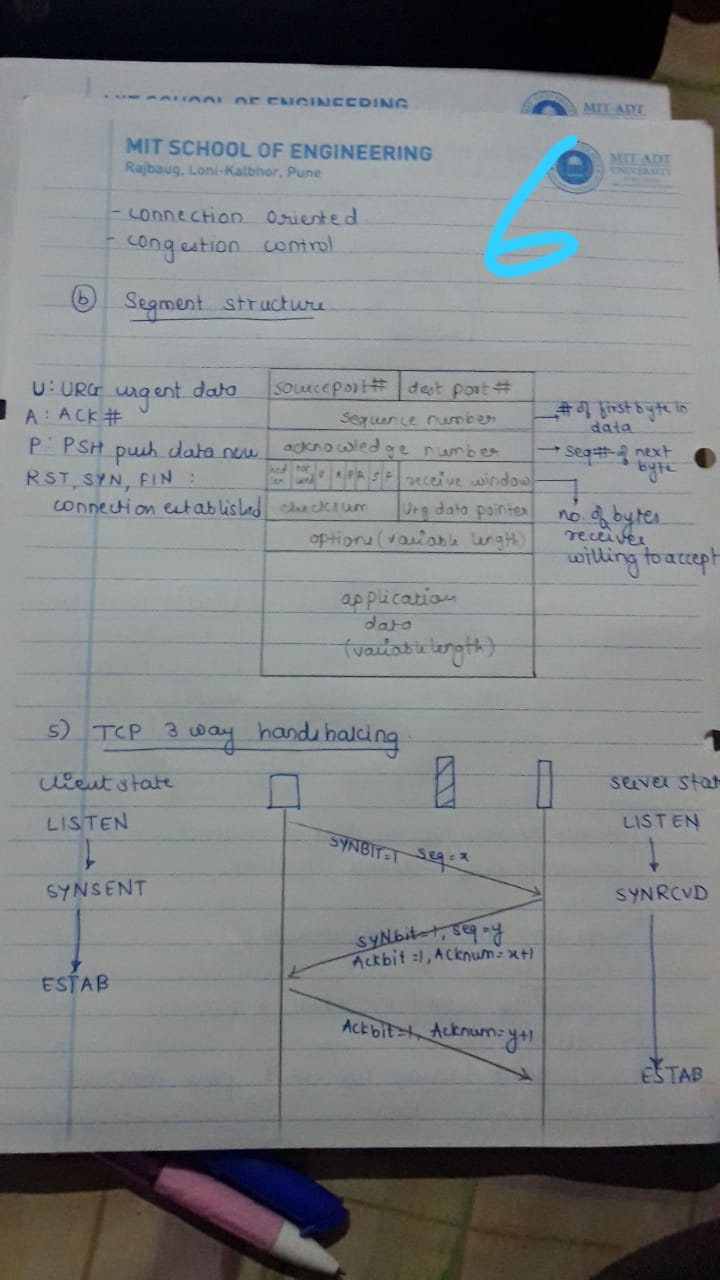 MIT SCHOOL OF ENGINEERING
MIT-ADT
MIT SCHOOL OF ENGINEERING
Rajbaug, Loni-Kalbhor, Pune
MIT-ADT
UNIVERSITY
6
- connection oriented
- congestion control
(b) Segment structure
U: URG urgent data
A: ACK#
P: PSH push data now
RST, SYN, FIN :
connection established
source port# dest port#
sequence number
acknowledge number
U A P R S F receive window
checksum Urg data pointer
options (variable length)
application
data
(variable length)
→ # of first byte in
data
→ seq# of next
byte
no. of bytes
receiver
willing to accept
5) TCP 3 way handshaking.
client state
LISTEN
SYNSENT
ESTAB
SYNBIT=1 seq=x
SYNbit=1, seq=y
Ackbit=1, Acknum=x+1
Ackbit=1, Acknum=y+1
server stat
LISTEN
SYNRCVD
ESTAB